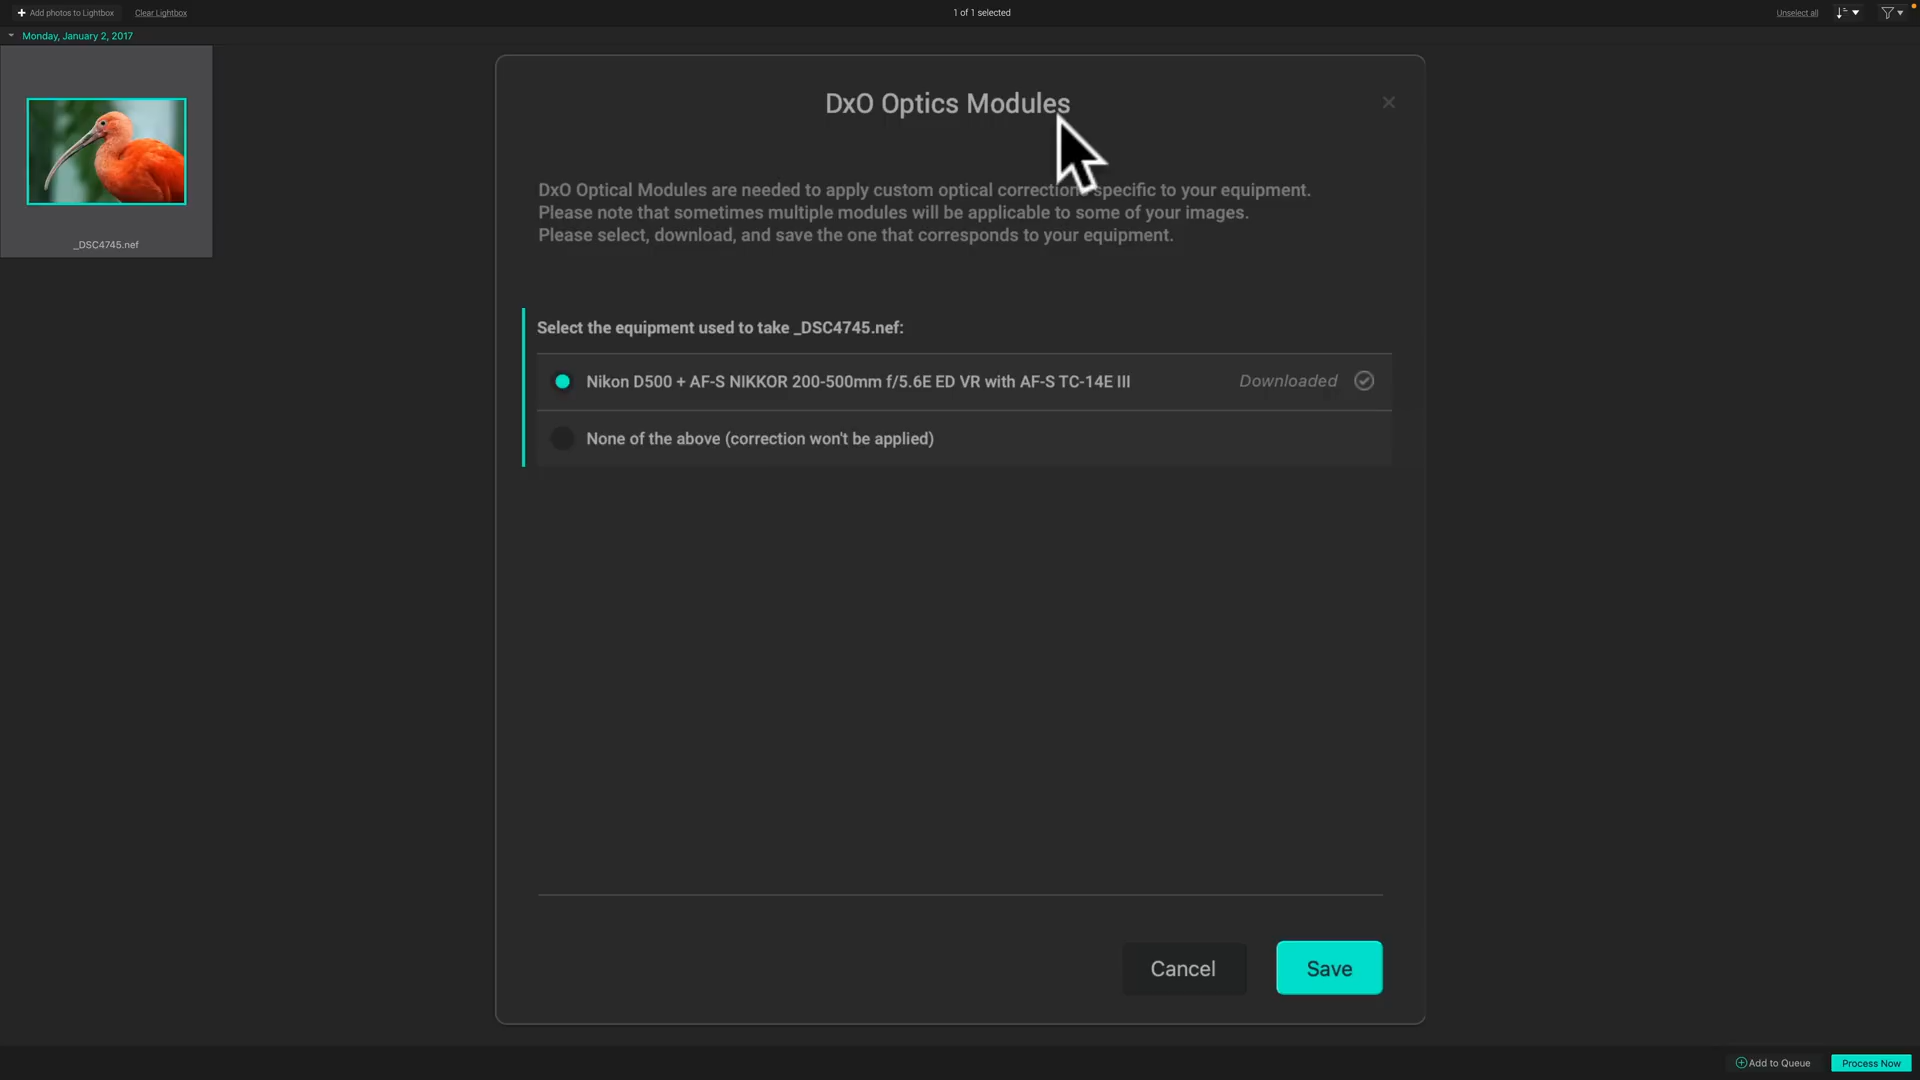 Add photos to Lightbox
Clear Lightbox
1 of 1 selected
Unselect all
Monday, January 2, 2017
_DSC4745.nef
DxO Optics Modules
DxO Optical Modules are needed to apply custom optical corrections specific to your equipment.
Please note that sometimes multiple modules will be applicable to some of your images.
Please select, download, and save the one that corresponds to your equipment.
Select the equipment used to take _DSC4745.nef:
Nikon D500 + AF-S NIKKOR 200-500mm f/5.6E ED VR with AF-S TC-14E III
Downloaded
None of the above (correction won't be applied)
Cancel
Save
Add to Queue
Process Now